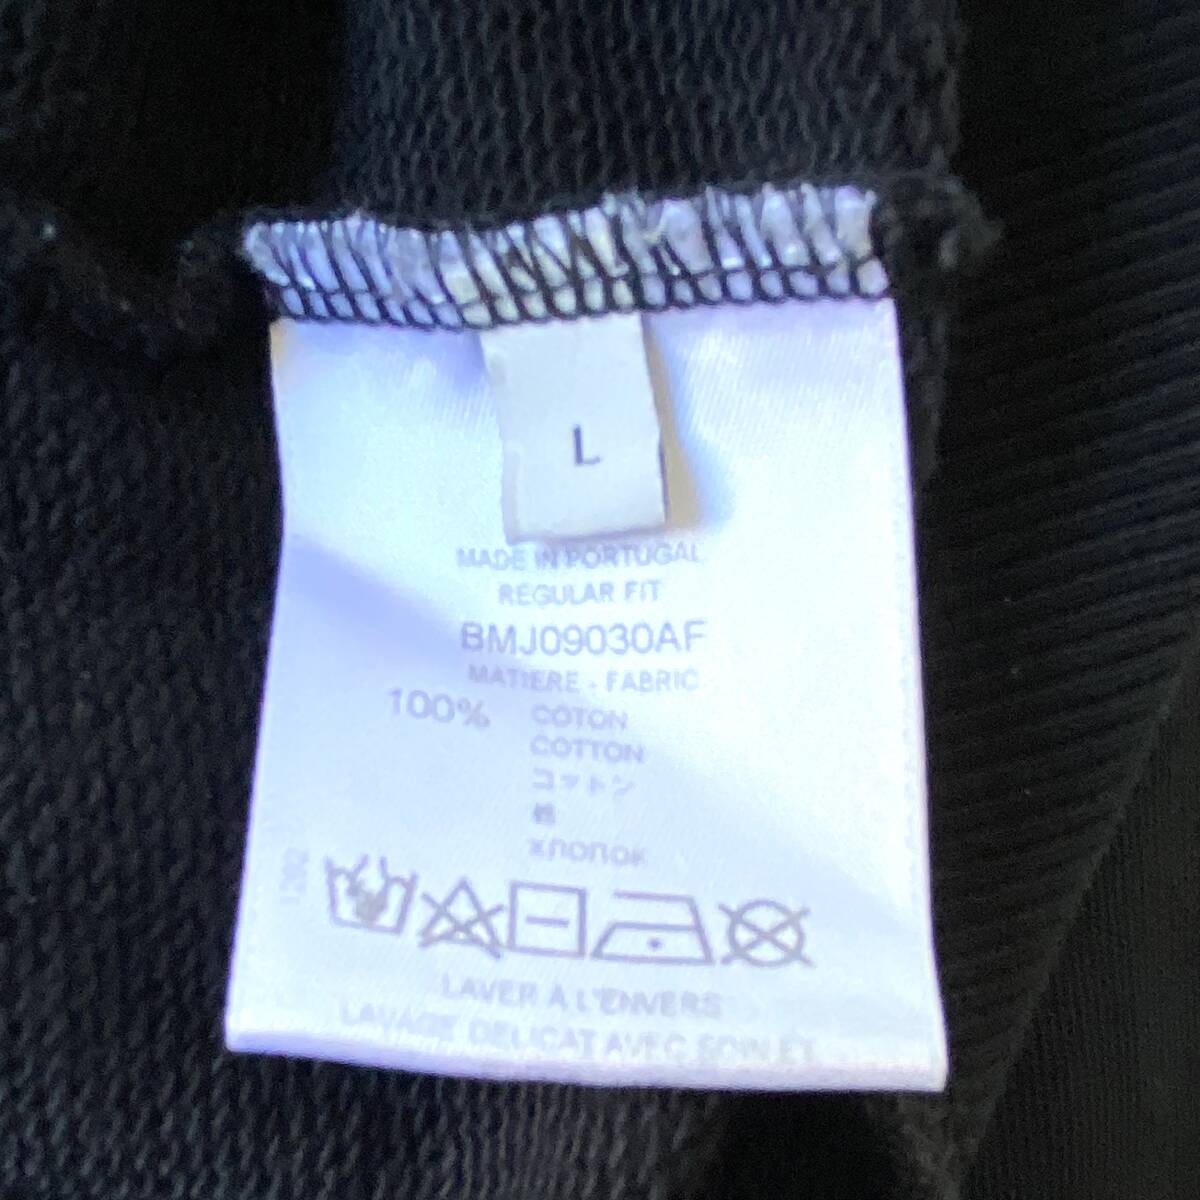 L
MADE IN PORTUGAL
REGULAR FIT
BMJ09030AF
MATIERE - FABRIC
100% COTON
COTTON
コットン
棉
хлопок
LAVER À L'ENVERS
LAVAGE DELICAT AVEC SOIN ET